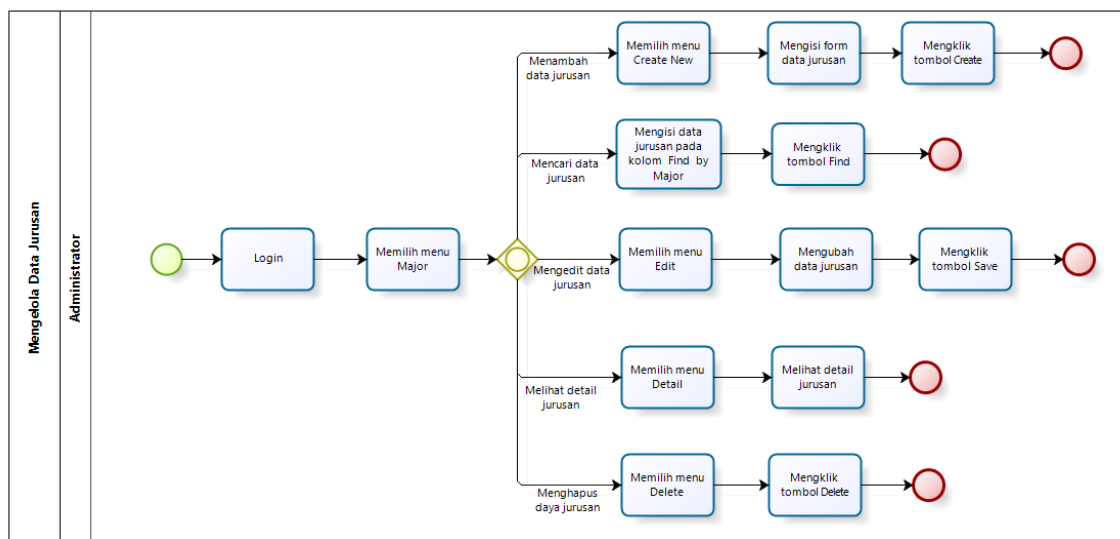 Mengelola Data Jurusan
Administrator
Login
Memilih menu
Major
Menambah
data jurusan
Memilih menu
Create New
Mengisi form
data jurusan
Mengklik
tombol Create
Mencari data
jurusan
Mengisi data
jurusan pada
kolom Find by
Major
Mengklik
tombol Find
Mengedit data
jurusan
Memilih menu
Edit
Mengubah
data jurusan
Mengklik
tombol Save
Melihat detail
jurusan
Memilih menu
Detail
Melihat detail
jurusan
Menghapus
daya jurusan
Memilih menu
Delete
Mengklik
tombol Delete